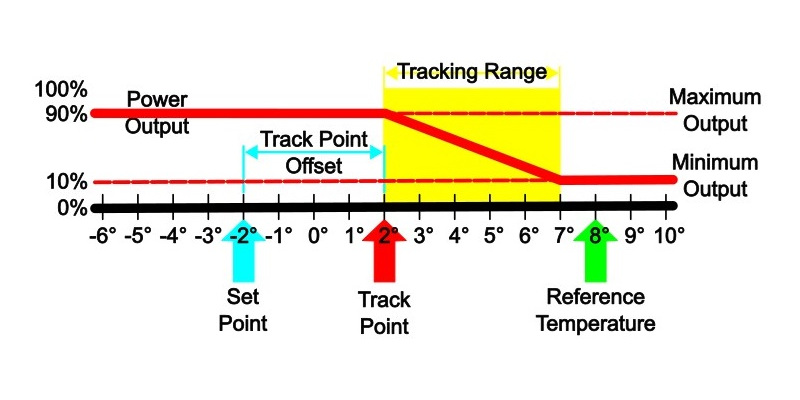 Tracking Range
100%
Power
Output
Maximum
Output
90%
Track Point
Offset
Minimum
Output
10%
0%
-6° -5° -4° -3° -2° -1° 0° 1° 2° 3° 4° 5° 6° 7° 8° 9° 10°
Set
Point
Track
Point
Reference
Temperature